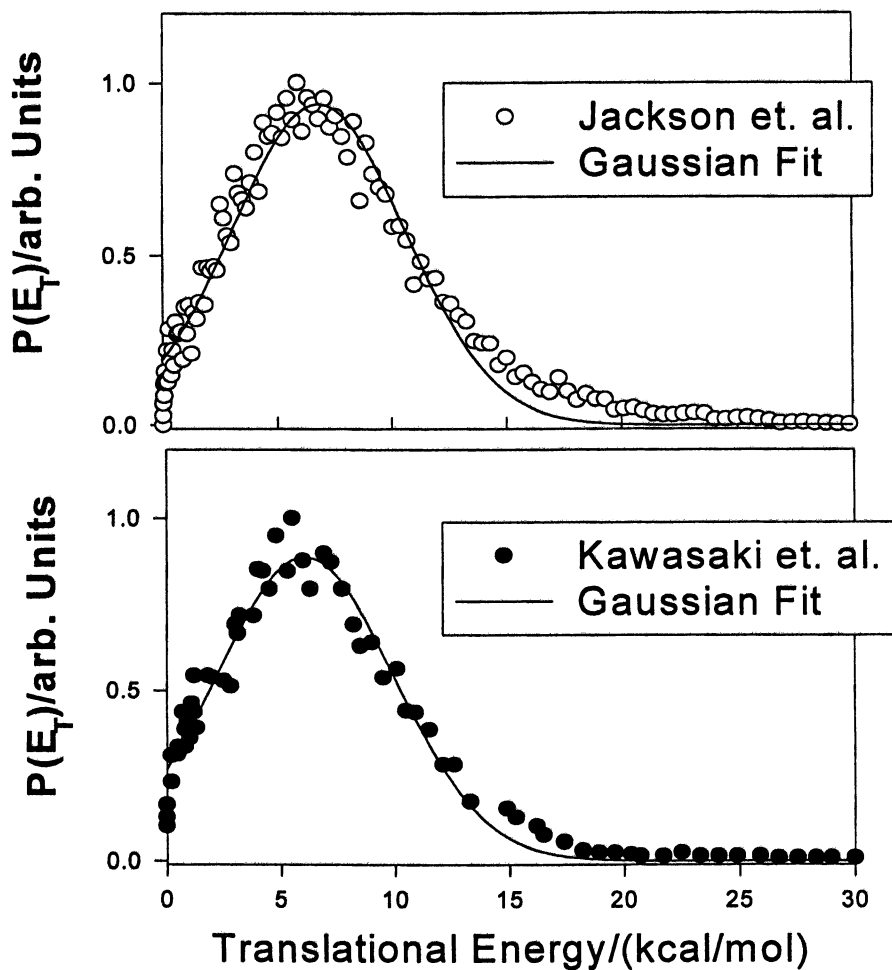 P(E_T)/arb. Units
1.0
0.5
0.0
Jackson et. al.
Gaussian Fit
P(E_T)/arb. Units
1.0
0.5
0.0
Kawasaki et. al.
Gaussian Fit
0 5 10 15 20 25 30
Translational Energy/(kcal/mol)